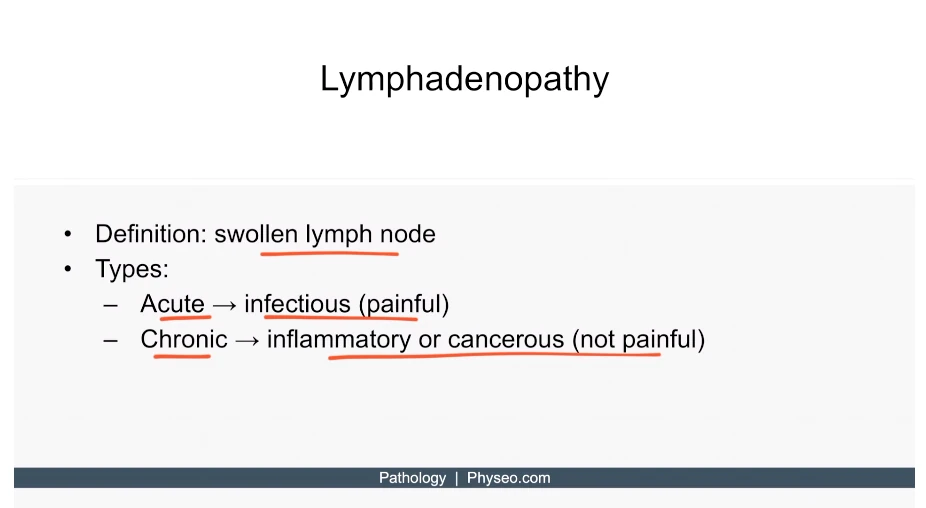 Lymphadenopathy
• Definition: swollen lymph node
• Types:
– Acute → infectious (painful)
– Chronic → inflammatory or cancerous (not painful)
Pathology | Physeo.com